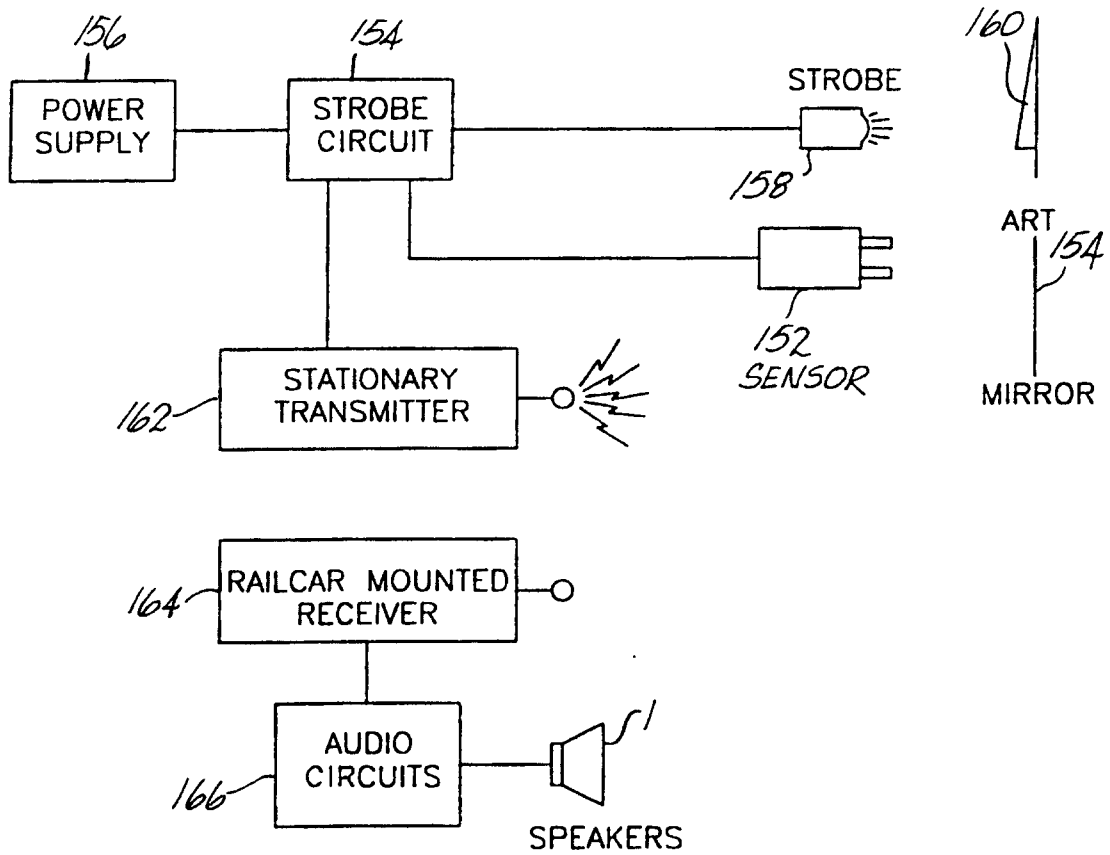 156
POWER
SUPPLY
154
STROBE
CIRCUIT
STROBE
158
160
ART
154
MIRROR
152
SENSOR
162
STATIONARY
TRANSMITTER
164
RAILCAR MOUNTED
RECEIVER
166
AUDIO
CIRCUITS
1
SPEAKERS